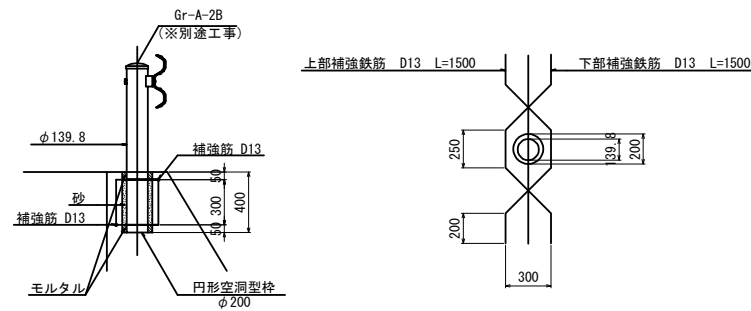 Gr-A-2B
(※別途工事)
上部補強鉄筋 D13 L=1500
下部補強鉄筋 D13 L=1500
φ139.8
補強筋 D13
砂
補強筋 D13
50
300
50
400
モルタル
円形空洞型枠
φ200
250
139.8
200
200
300